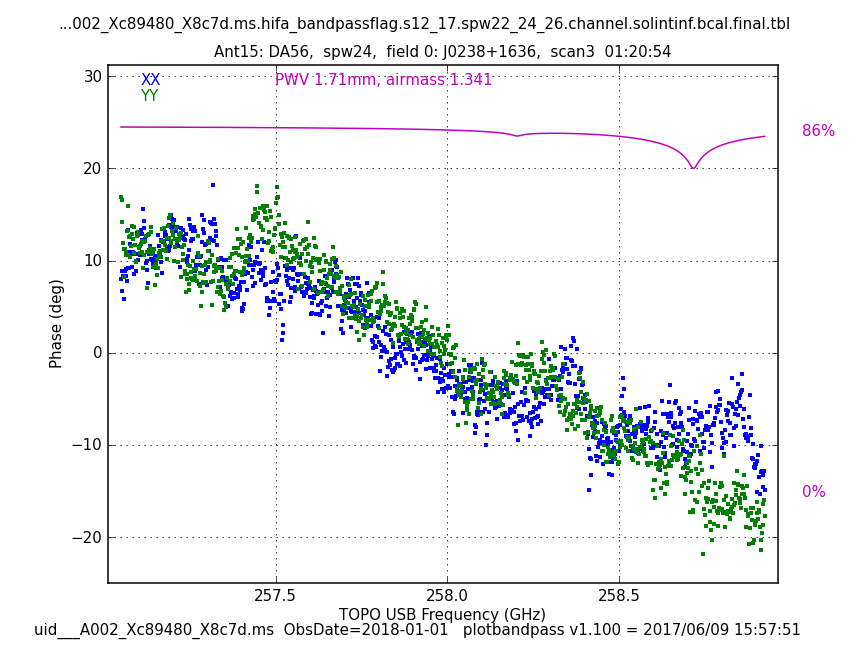 ...002_Xc89480_X8c7d.ms.hifa_bandpassflag.s12_17.spw22_24_26.channel.solintinf.bcal.final.tbl
Ant15: DA56,  spw24,  field 0: J0238+1636,  scan3  01:20:54
XX
YY
PWV 1.71mm, airmass 1.341
86%
0%
30
20
10
0
−10
−20
Phase (deg)
257.5
258.0
258.5
TOPO USB Frequency (GHz)
uid___A002_Xc89480_X8c7d.ms  ObsDate=2018-01-01   plotbandpass v1.100 = 2017/06/09 15:57:51